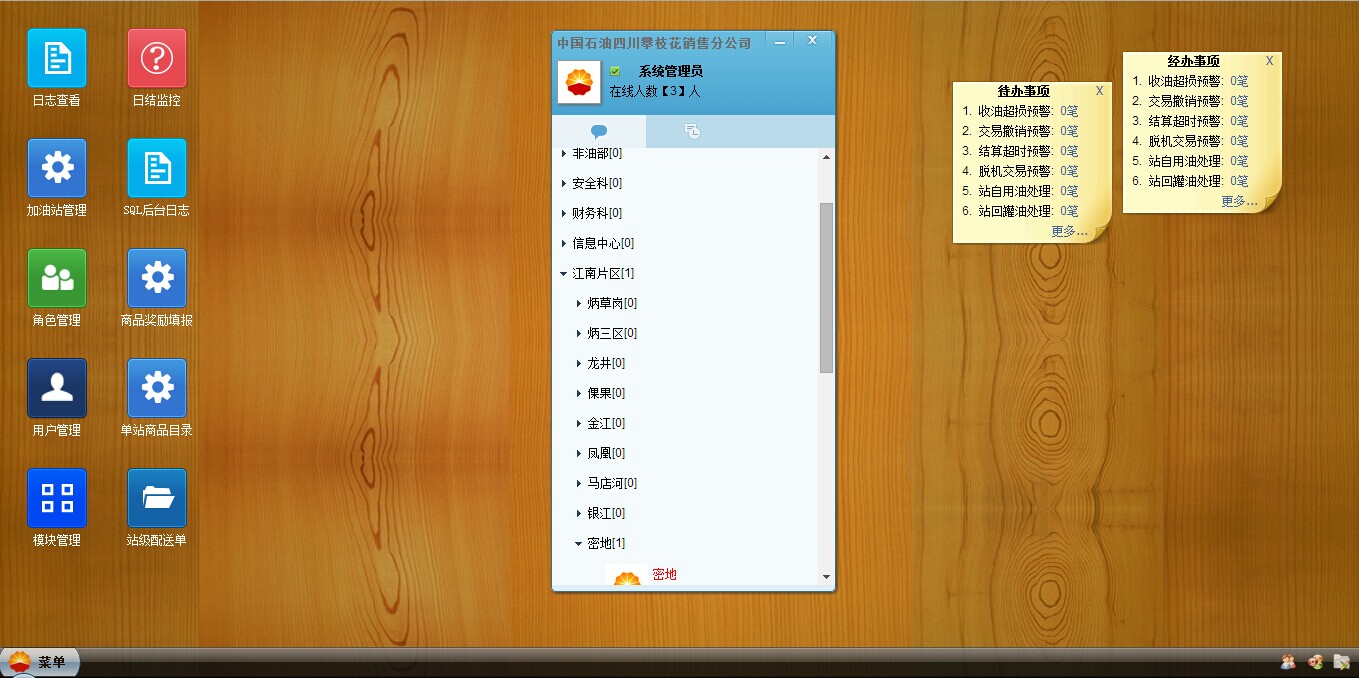 日志查看
日结监控
加油站管理
SQL后台日志
角色管理
商品奖励填报
用户管理
单站商品目录
模块管理
站级配送单
中国石油四川攀枝花销售分公司
系统管理员
在线人数【3】人
非油部[0]
安全科[0]
财务科[0]
信息中心[0]
江南片区[1]
炳草岗[0]
炳三区[0]
龙井[0]
倮果[0]
金江[0]
凤凰[0]
马店河[0]
银江[0]
密地[1]
密地
待办事项 X
1. 收油超损预警: 0笔
2. 交易撤销预警: 0笔
3. 结算超时预警: 0笔
4. 脱机交易预警: 0笔
5. 站自用油处理: 0笔
6. 站回罐油处理: 0笔
更多...
经办事项 X
1. 收油超损预警: 0笔
2. 交易撤销预警: 0笔
3. 结算超时预警: 0笔
4. 脱机交易预警: 0笔
5. 站自用油处理: 0笔
6. 站回罐油处理: 0笔
更多...
菜单